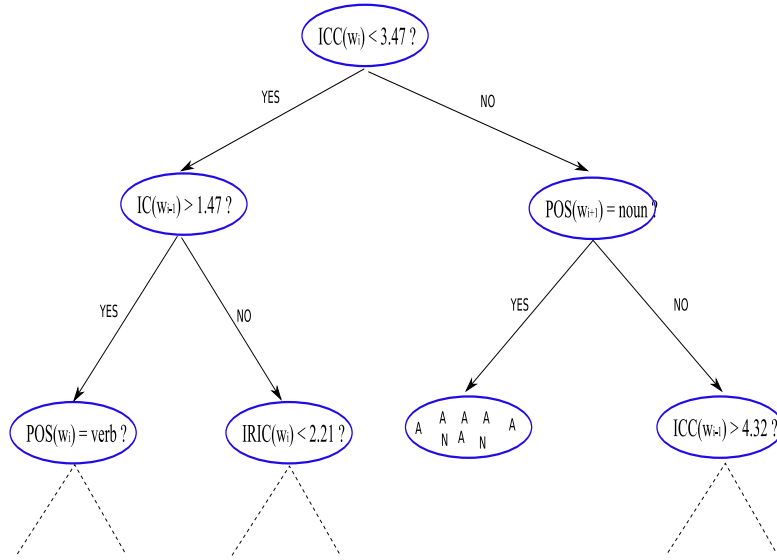 ICC(wi) < 3.47 ?
YES
NO
IC(wi-1) > 1.47 ?
POS(wi+1) = noun ?
YES
NO
YES
NO
POS(wi) = verb ?
IRIC(wi) < 2.21 ?
A A A A A
N A N
ICC(wi-1) > 4.32 ?